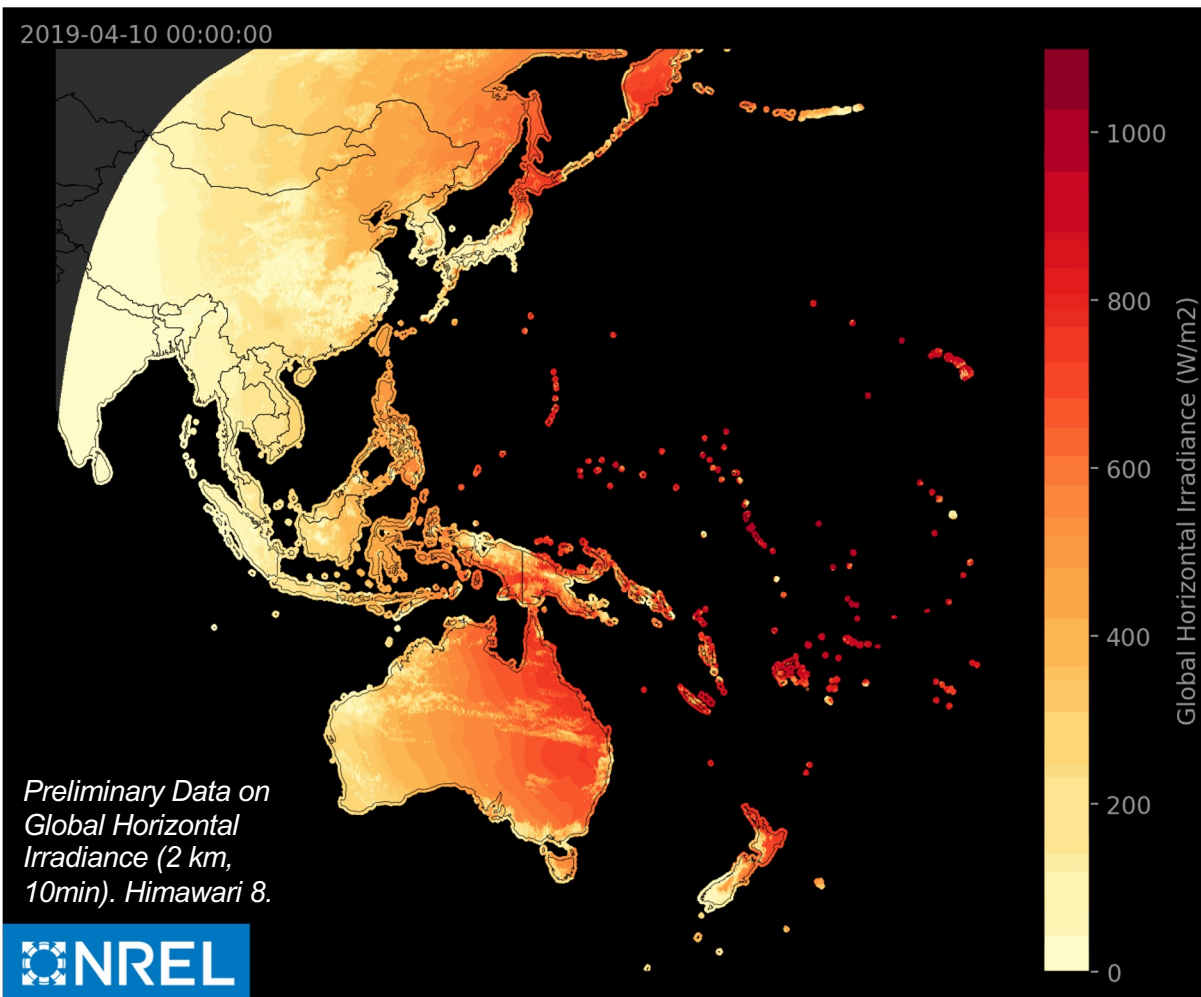 2019-04-10 00:00:00
1000
800
600
400
200
0
Global Horizontal Irradiance (W/m2)
Preliminary Data on
Global Horizontal
Irradiance (2 km,
10min). Himawari 8.
NREL